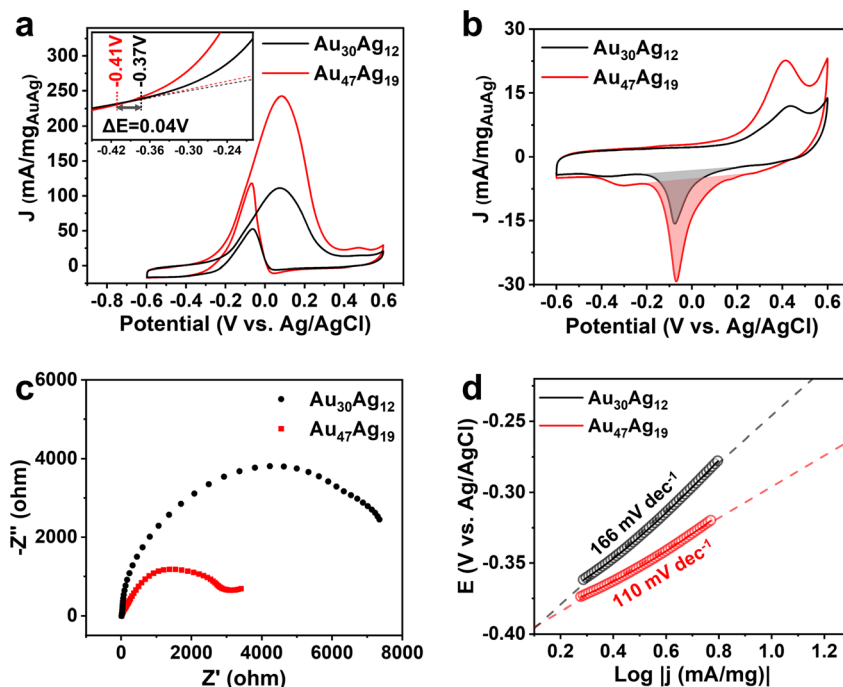 a
350
300
250
200
150
100
50
0
J (mA/mg_AuAg)
-0.41V
-0.37V
ΔE=0.04V
-0.42 -0.36 -0.30 -0.24
Au30Ag12
Au47Ag19
-0.8 -0.6 -0.4 -0.2 0.0 0.2 0.4 0.6
Potential (V vs. Ag/AgCl)
b
30
15
0
-15
-30
J (mA/mg_AuAg)
Au30Ag12
Au47Ag19
-0.6 -0.4 -0.2 0.0 0.2 0.4 0.6
Potential (V vs. Ag/AgCl)
c
6000
4000
2000
0
-Z'' (ohm)
Au30Ag12
Au47Ag19
0 2000 4000 6000 8000
Z' (ohm)
d
-0.25
-0.30
-0.35
-0.40
E (V vs. Ag/AgCl)
Au30Ag12
Au47Ag19
166 mV dec-1
110 mV dec-1
0.2 0.4 0.6 0.8 1.0 1.2
Log |j (mA/mg)|